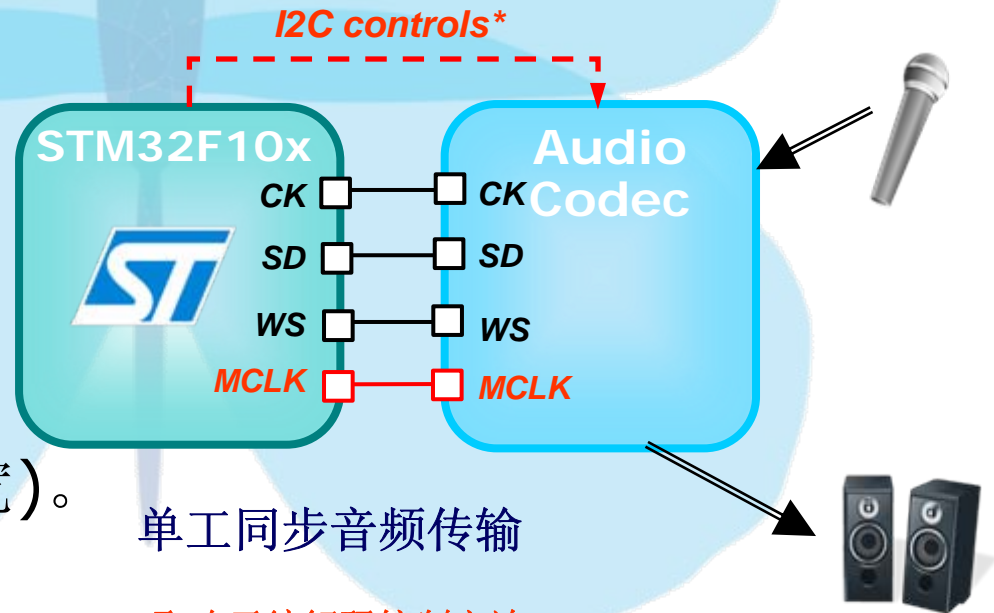 I2C controls*
STM32F10x
Audio
Codec
CK
CK
SD
SD
WS
WS
MCLK
MCLK
ST
)。
单工同步音频传输